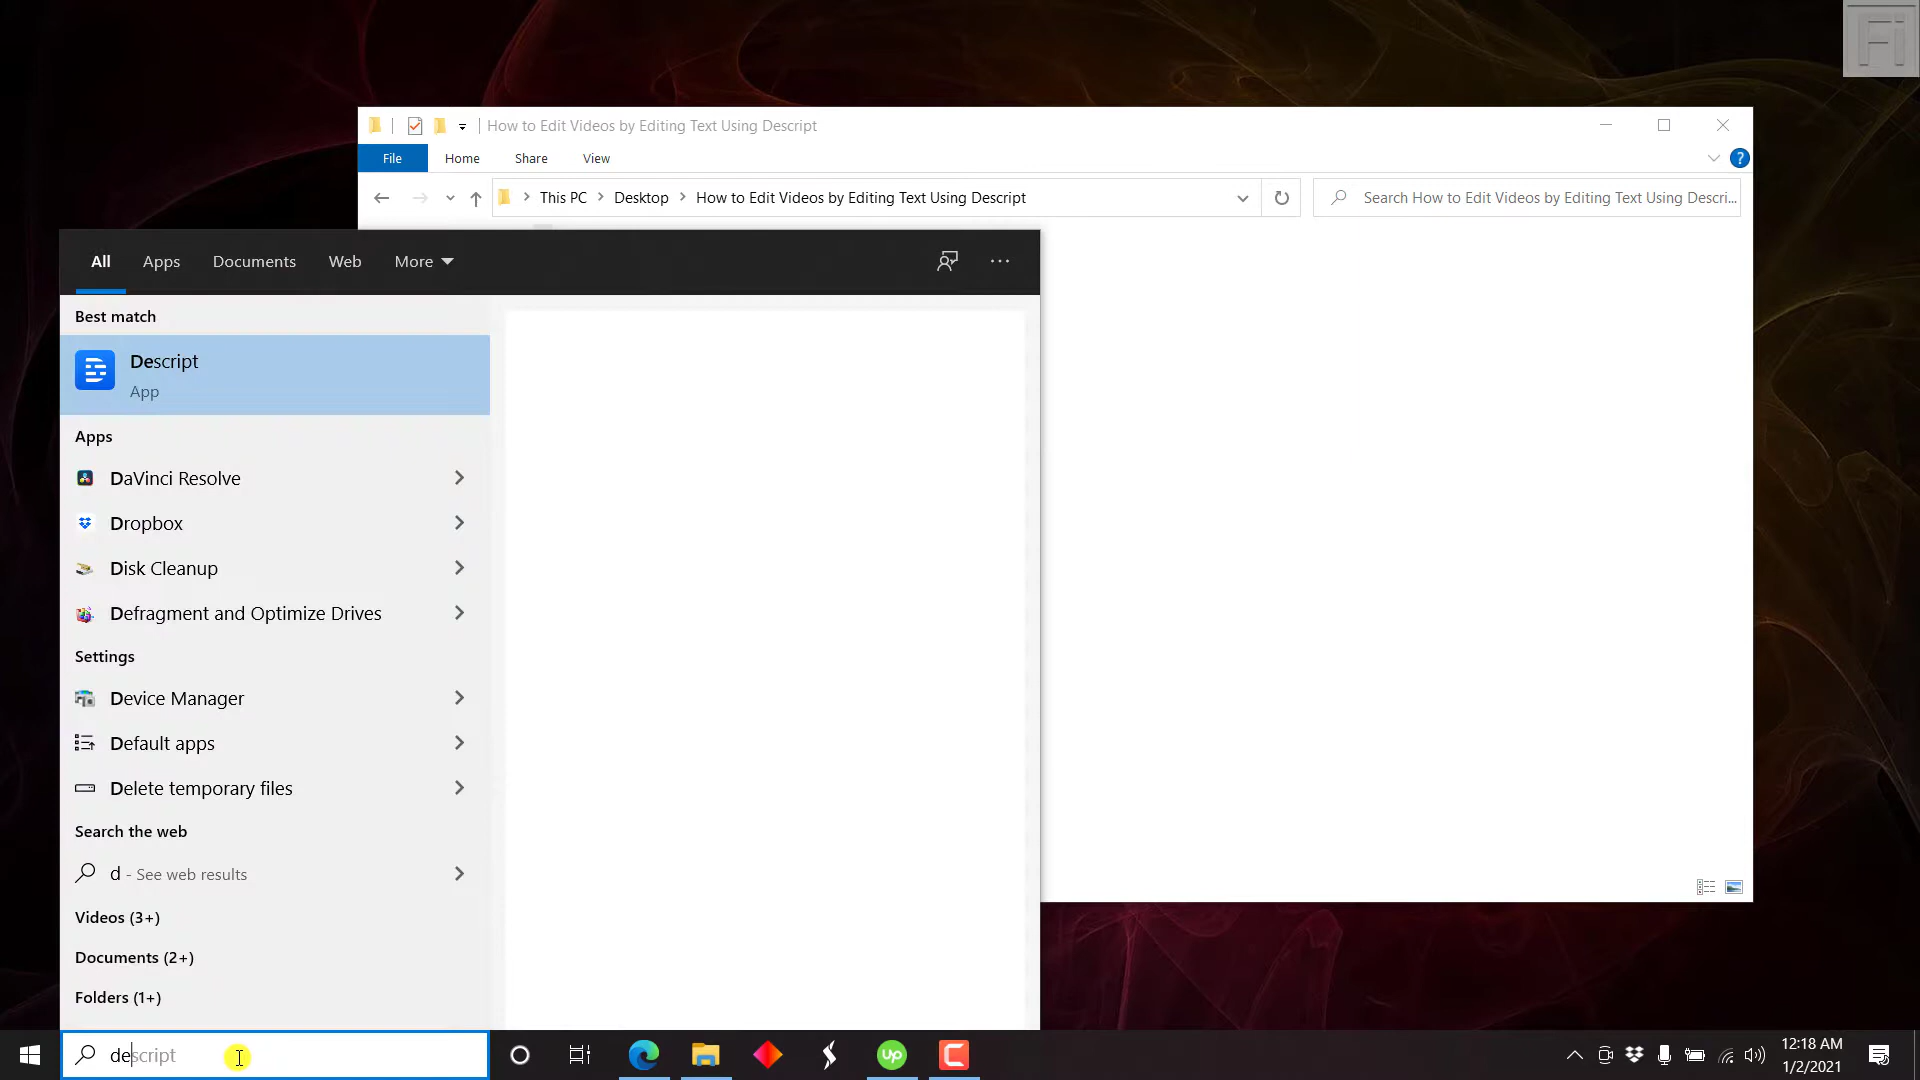 Fi
How to Edit Videos by Editing Text Using Descript
File Home Share View
This PC Desktop How to Edit Videos by Editing Text Using Descript
Search How to Edit Videos by Editing Text Using Descri...
All Apps Documents Web More
Best match
Descript
App
Apps
DaVinci Resolve
Dropbox
Disk Cleanup
Defragment and Optimize Drives
Settings
Device Manager
Default apps
Delete temporary files
Search the web
d - See web results
Videos (3+)
Documents (2+)
Folders (1+)
descript
up
12:18 AM
1/2/2021